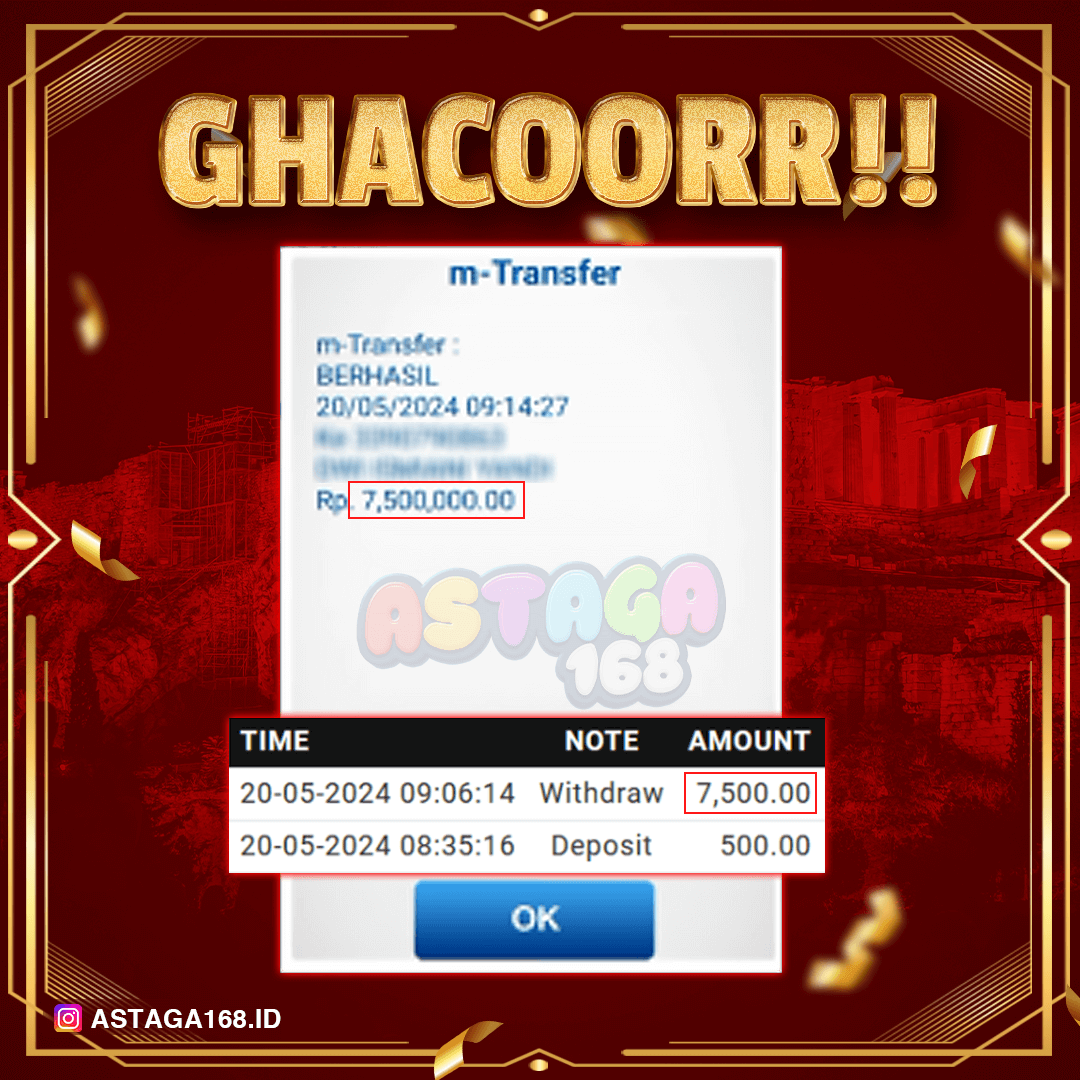 GHACOORR!!
m-Transfer
m-Transfer :
BERHASIL
20/05/2024 09:14:27
Rp. 7,500,000.00
ASTAGA
168
TIME NOTE AMOUNT
20-05-2024 09:06:14 Withdraw 7,500.00
20-05-2024 08:35:16 Deposit 500.00
OK
ASTAGA168.ID